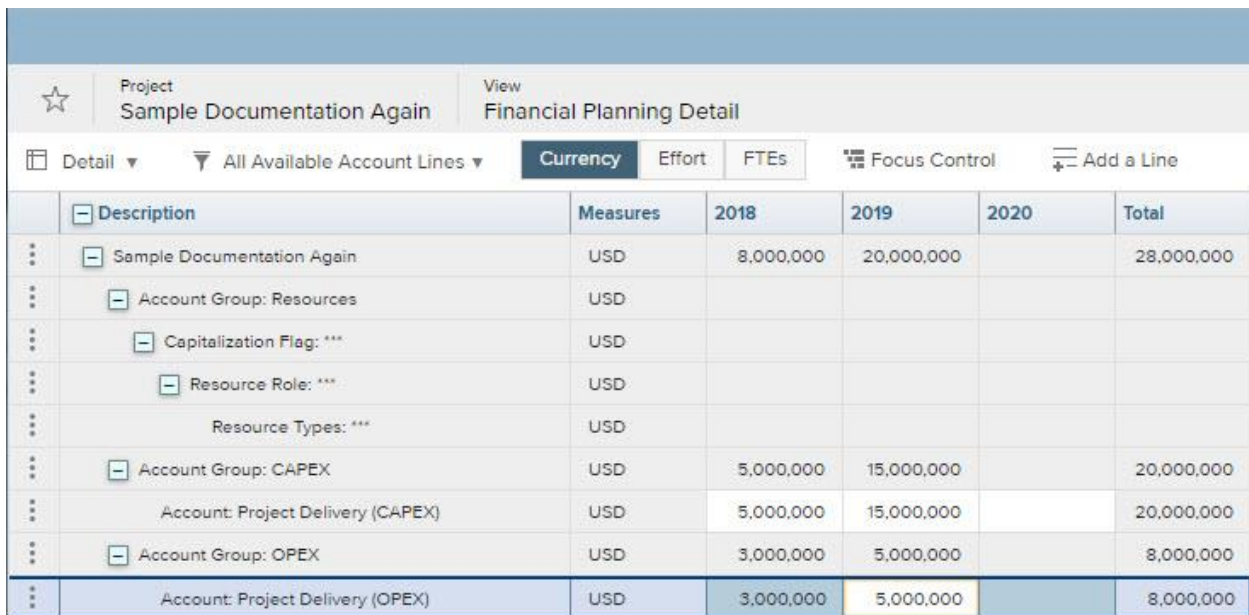 Project View
Sample Documentation Again Financial Planning Detail
Detail All Available Account Lines Currency Effort FTEs Focus Control Add a Line
Description Measures 2018 2019 2020 Total
Sample Documentation Again USD 8,000,000 20,000,000 28,000,000
Account Group: Resources USD
Capitalization Flag: *** USD
Resource Role: *** USD
Resource Types: *** USD
Account Group: CAPEX USD 5,000,000 15,000,000 20,000,000
Account: Project Delivery (CAPEX) USD 5,000,000 15,000,000 20,000,000
Account Group: OPEX USD 3,000,000 5,000,000 8,000,000
Account: Project Delivery (OPEX) USD 3,000,000 5,000,000 8,000,000